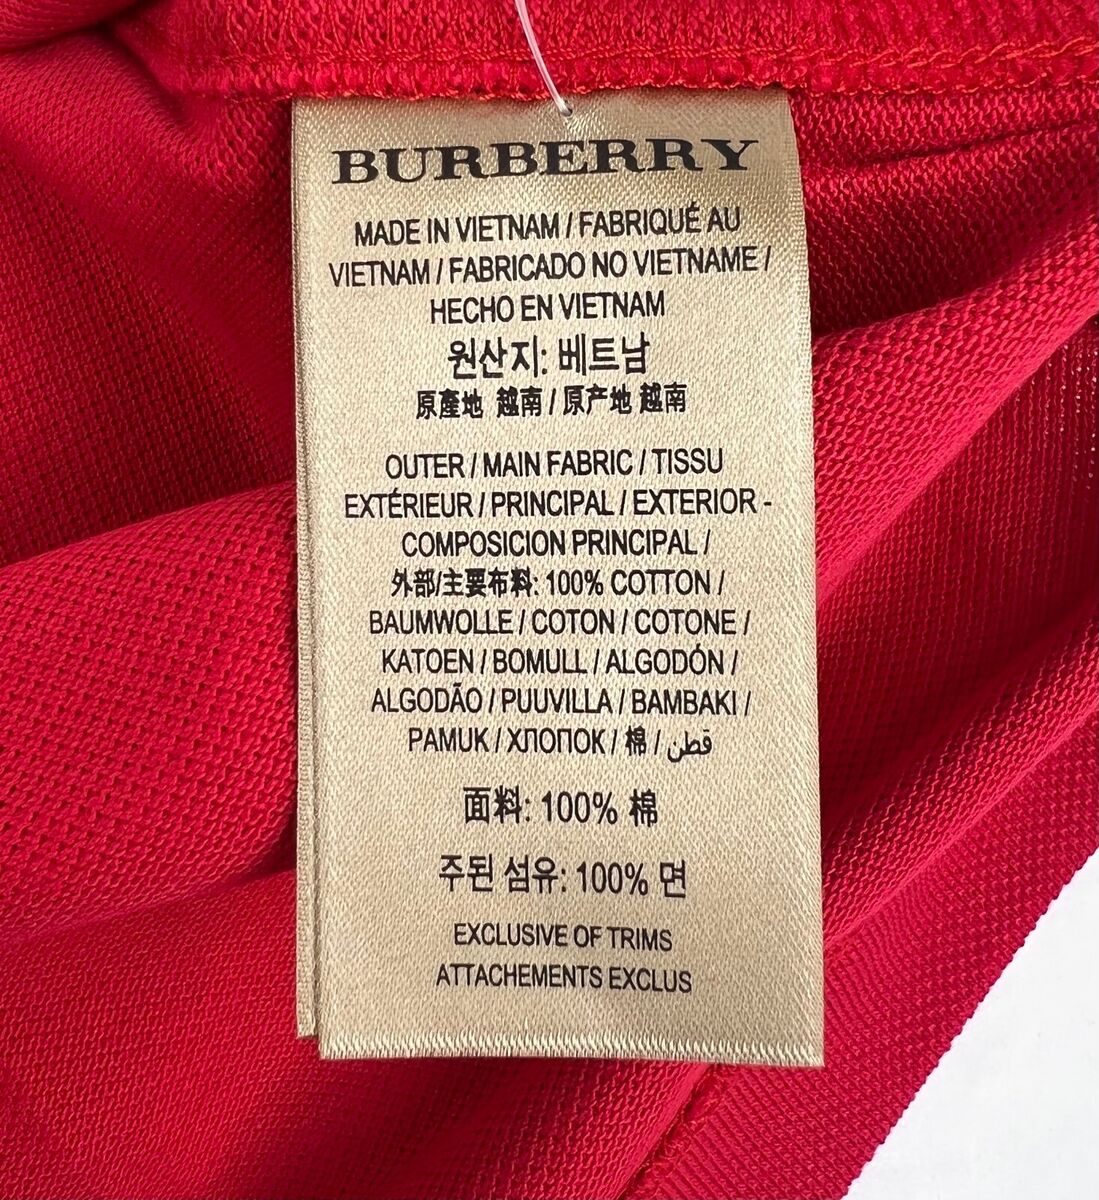 BURBERRY
MADE IN VIETNAM / FABRIQUÉ AU
VIETNAM / FABRICADO NO VIETNAME /
HECHO EN VIETNAM
원산지: 베트남
原產地 越南 / 原产地 越南
OUTER / MAIN FABRIC / TISSU
EXTÉRIEUR / PRINCIPAL / EXTERIOR -
COMPOSICION PRINCIPAL /
外部/主要布料: 100% COTTON /
BAUMWOLLE / COTON / COTONE /
KATOEN / BOMULL / ALGODÓN /
ALGODÃO / PUUVILLA / BAMBAKI /
PAMUK / ХЛОПОК / 棉 / قطن
面料: 100% 棉
주된 섬유: 100% 면
EXCLUSIVE OF TRIMS
ATTACHEMENTS EXCLUS